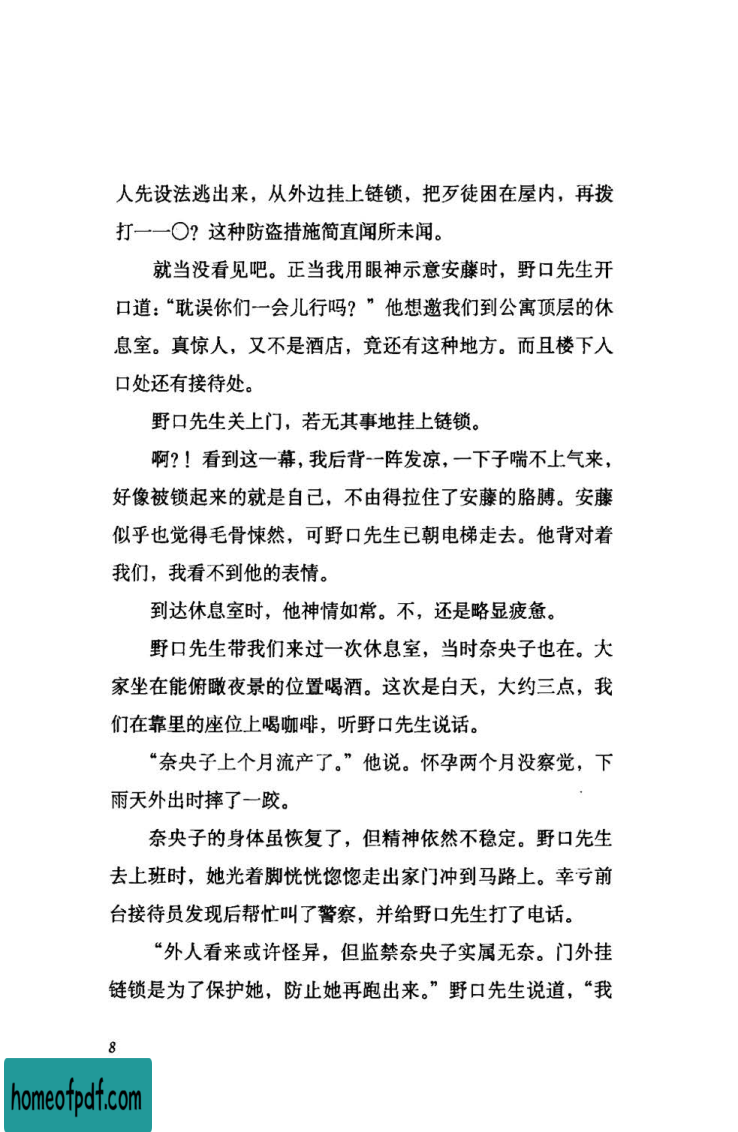 人先设法逃出来，从外边挂上链锁，把歹徒困在屋内，再拨
打一一〇？这种防盗措施简直闻所未闻。
就当没看见吧。正当我用眼神示意安藤时，野口先生开
口道：“耽误你们一会儿行吗？”他想邀我们到公寓顶层的休
息室。真惊人，又不是酒店，竟还有这种地方。而且楼下入
口处还有接待处。
野口先生关上门，若无其事地挂上链锁。
啊？！看到这一幕，我后背一阵发凉，一下子喘不上气来，
好像被锁起来的就是自己，不由得拉住了安藤的胳膊。安藤
似乎也觉得毛骨悚然，可野口先生已朝电梯走去。他背对着
我们，我看不到他的表情。
到达休息室时，他神情如常。不，还是略显疲惫。
野口先生带我们来过一次休息室，当时奈央子也在。大
家坐在能俯瞰夜景的位置喝酒。这次是白天，大约三点，我
们在靠里的座位上喝咖啡，听野口先生说话。
“奈央子上个月流产了。”他说。怀孕两个月没察觉，下
雨天外出时摔了一跤。
奈央子的身体虽恢复了，但精神依然不稳定。野口先生
去上班时，她光着脚恍恍惚惚走出家门冲到马路上。幸亏前
台接待员发现后帮忙叫了警察，并给野口先生打了电话。
“外人看来或许怪异，但监禁奈央子实属无奈。门外挂
链锁是为了保护她，防止她再跑出来。”野口先生说道，“我
8
homeofpdf.com